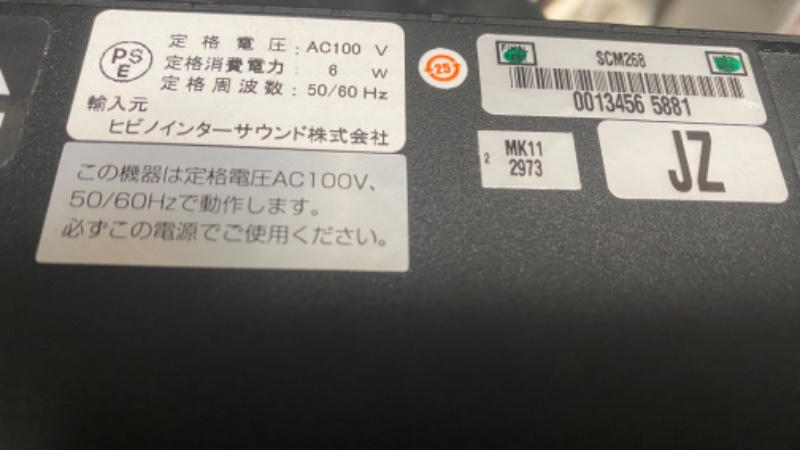 PS
E
定格電圧: AC100 V
定格消費電力: 6 W
定格周波数: 50/60 Hz
輸入元
ヒビノインターサウンド株式会社
この機器は定格電圧AC100V、
50/60Hzで動作します。
必ずこの電源でご使用ください。
25
SCM268
0013456 5881
2
MK11
2973
JZ